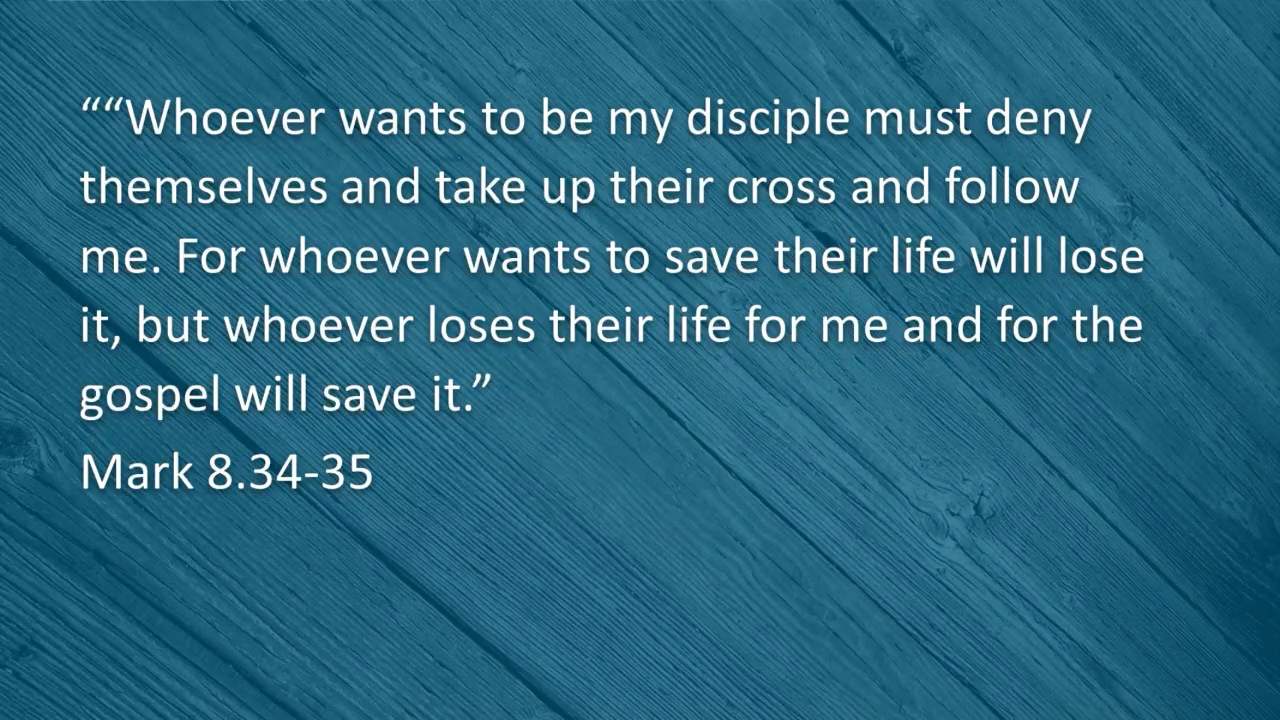 ““Whoever wants to be my disciple must deny
themselves and take up their cross and follow
me. For whoever wants to save their life will lose
it, but whoever loses their life for me and for the
gospel will save it.”
Mark 8.34-35